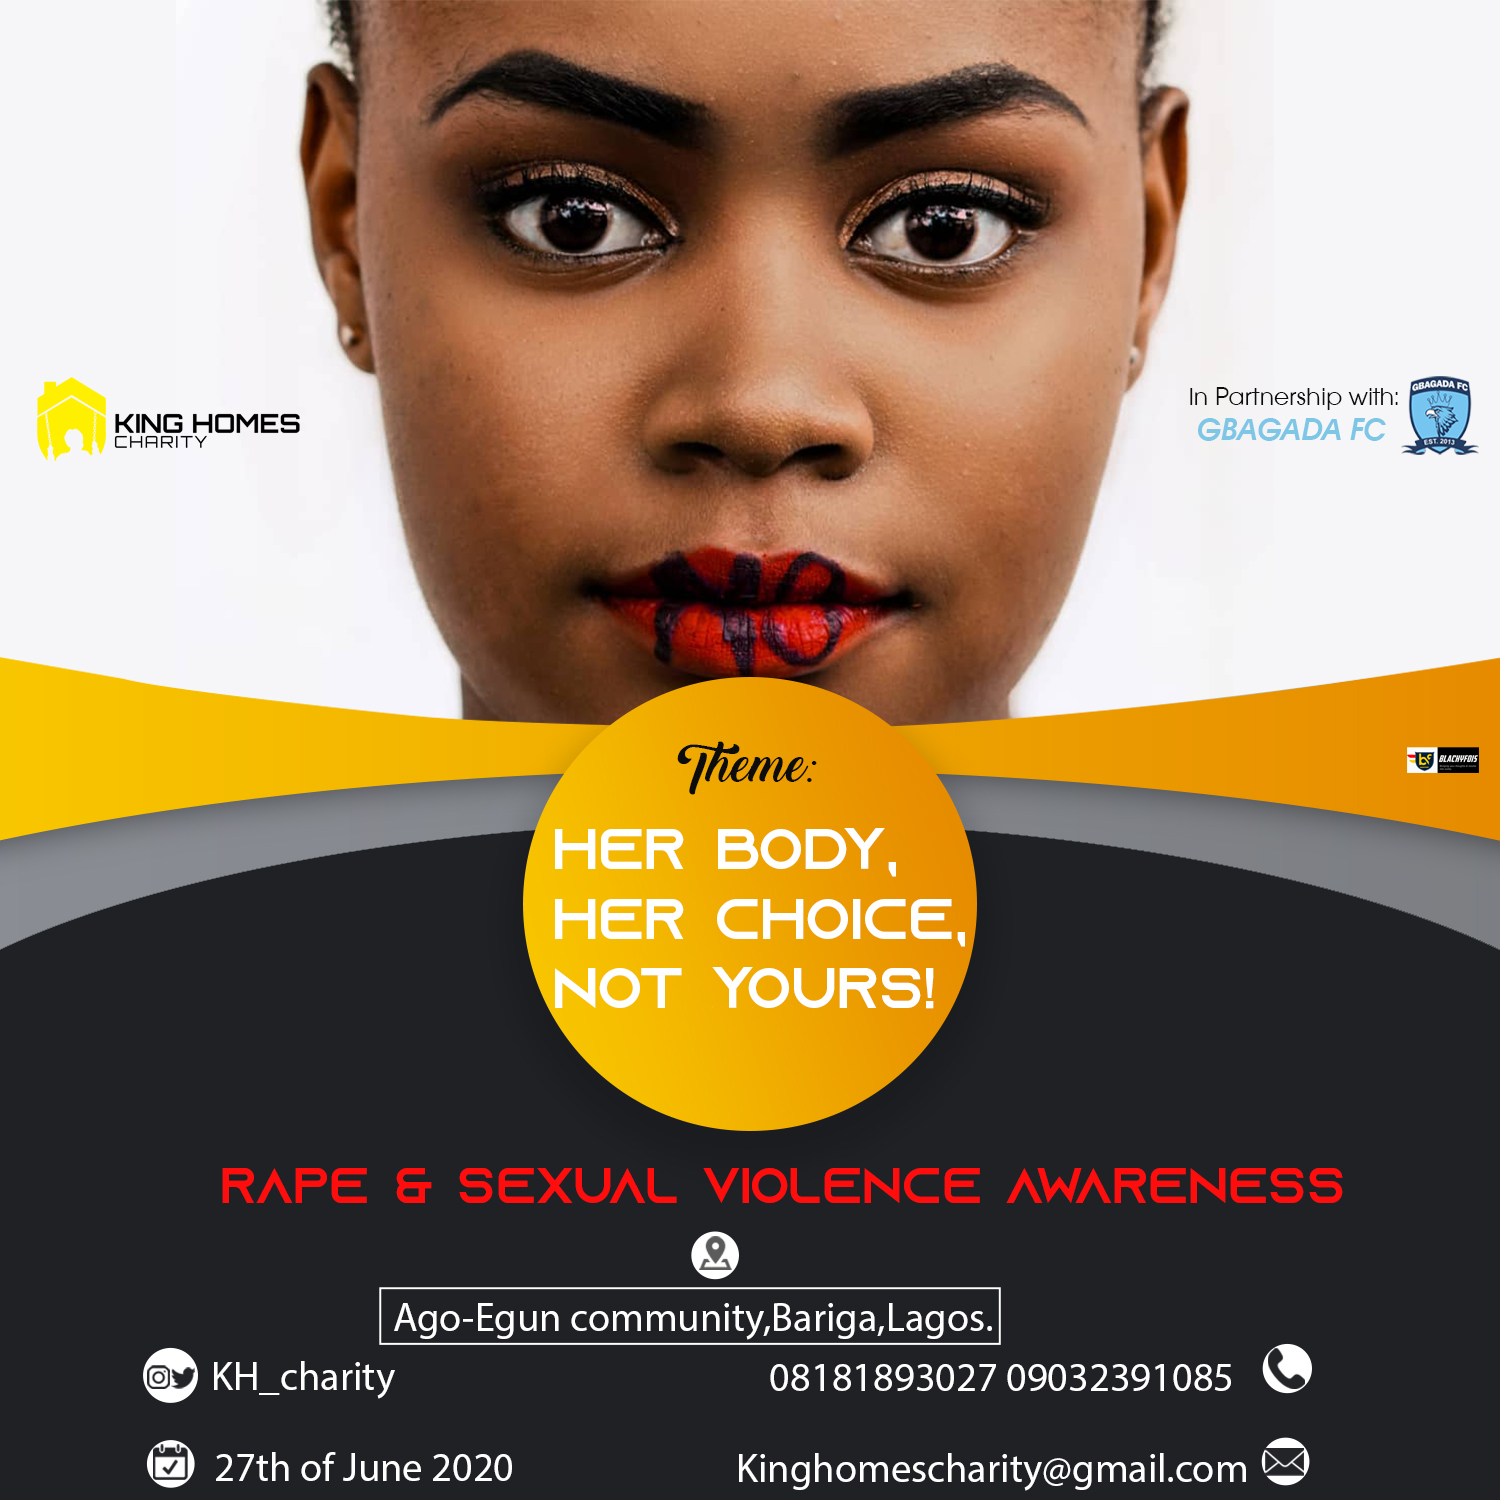 NO
NO
KING HOMES
CHARITY
In Partnership with:
GBAGADA FC
GBAGADA FC
EST. 2013
BLACHYFDIS
Theme:
HER BODY,
HER CHOICE,
NOT YOURS!
RAPE & SEXUAL VIOLENCE AWARENESS
Ago-Egun community,Bariga,Lagos.
KH_charity
08181893027 09032391085
27th of June 2020
Kinghomescharity@gmail.com